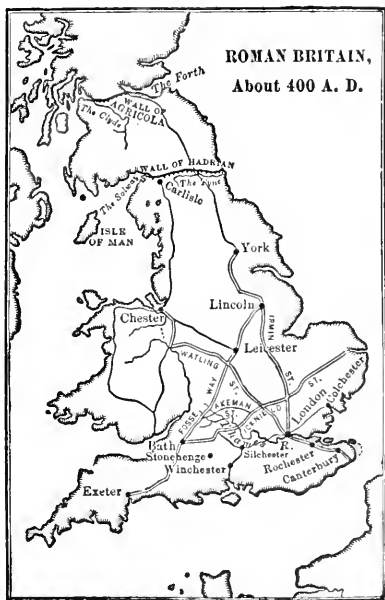 ROMAN BRITAIN,
About 400 A. D.
The Forth
WALL OF
AGRICOLA
The Clyde
WALL OF HADRIAN
The Solway
The Tyne
Carlisle
ISLE
OF MAN
York
Lincoln
Chester
Leicester
IRMIN
ST.
WATLING
ST.
FOSSE
WAY
AKEMAN
ST.
ICKNIELD
ST.
London
Colchester
Bath
R.
Stonehenge
Silchester
Winchester
Rochester
Canterbury
Exeter